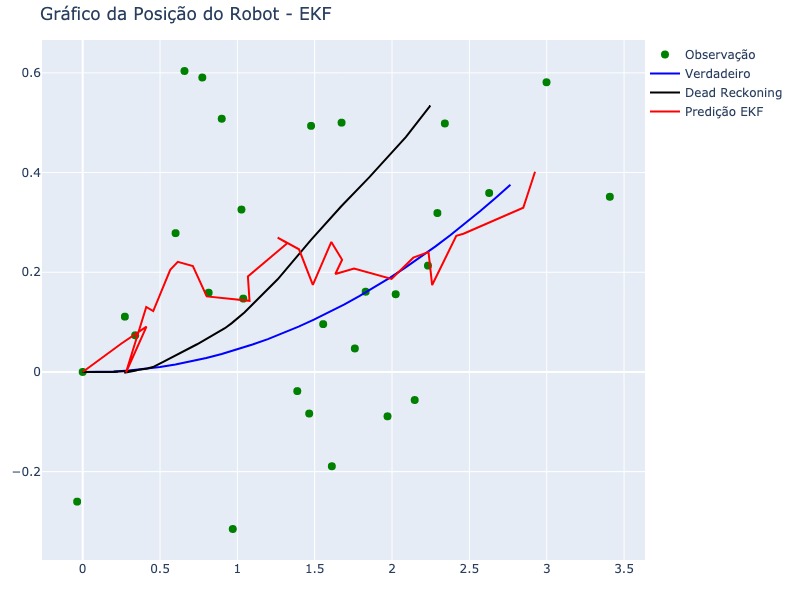 Gráfico da Posição do Robot - EKF
Observação
Verdadeiro
Dead Reckoning
Predição EKF
0.6
0.4
0.2
0
−0.2
0 0.5 1 1.5 2 2.5 3 3.5